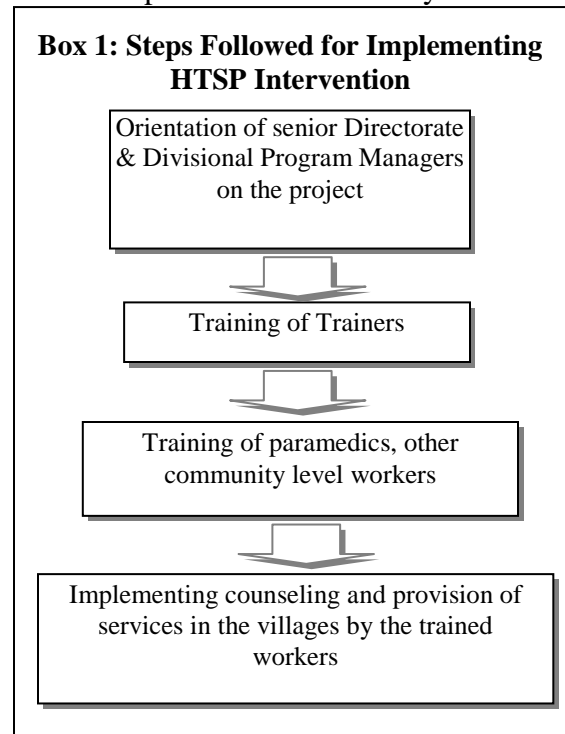 Box 1: Steps Followed for Implementing
HTSP Intervention
Orientation of senior Directorate
& Divisional Program Managers
on the project
Training of Trainers
Training of paramedics, other
community level workers
Implementing counseling and provision of
services in the villages by the trained
workers